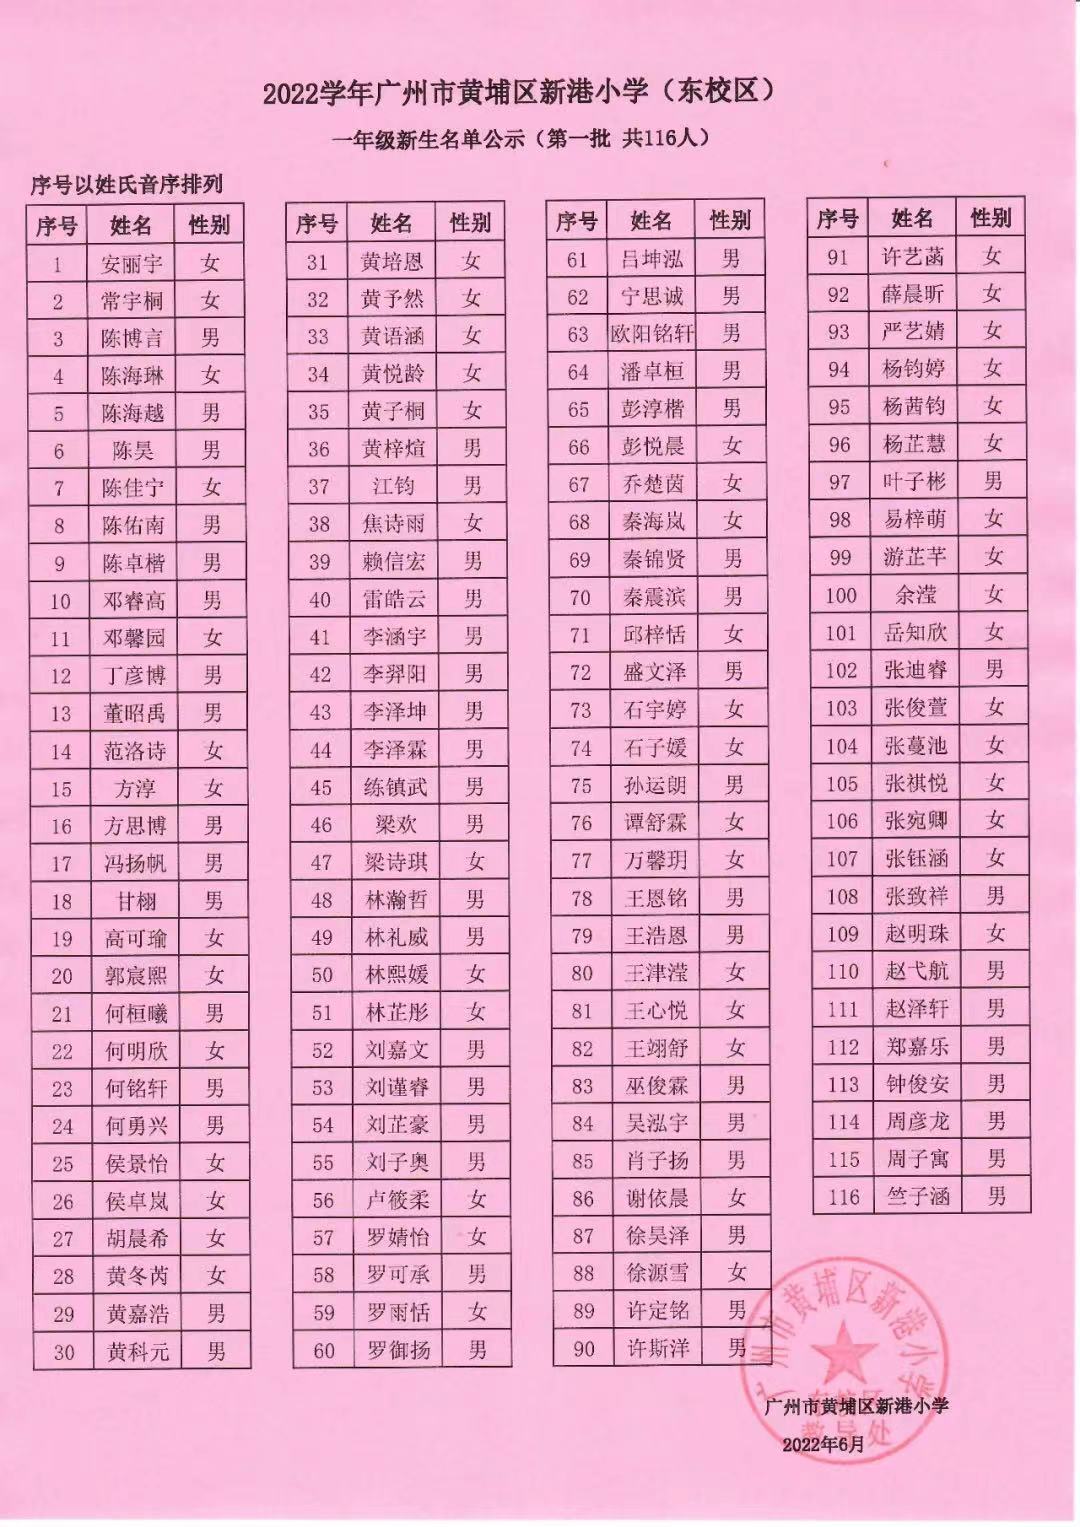 2022学年广州市黄埔区新港小学（东校区）
一年级新生名单公示（第一批 共116人）
序号以姓氏音序排列
序号 姓名 性别
1 安丽宇 女
2 常宇桐 女
3 陈博言 男
4 陈海琳 女
5 陈海越 男
6 陈昊 男
7 陈佳宁 女
8 陈佑南 男
9 陈卓楷 男
10 邓睿高 男
11 邓馨园 女
12 丁彦博 男
13 董昭禹 男
14 范洛诗 女
15 方淳 女
16 方思博 男
17 冯扬帆 男
18 甘栩 男
19 高可瑜 女
20 郭宸熙 女
21 何桓曦 男
22 何明欣 女
23 何铭轩 男
24 何勇兴 男
25 侯景怡 女
26 侯卓岚 女
27 胡晨希 女
28 黄冬芮 女
29 黄嘉浩 男
30 黄科元 男
序号 姓名 性别
31 黄培恩 女
32 黄予然 女
33 黄语涵 女
34 黄悦龄 女
35 黄子桐 女
36 黄梓煊 男
37 江钧 男
38 焦诗雨 女
39 赖信宏 男
40 雷皓云 男
41 李涵宇 男
42 李羿阳 男
43 李泽坤 男
44 李泽霖 男
45 练镇武 男
46 梁欢 男
47 梁诗琪 女
48 林瀚哲 男
49 林礼威 男
50 林熙媛 女
51 林芷彤 女
52 刘嘉文 男
53 刘谨睿 男
54 刘芷豪 男
55 刘子奥 男
56 卢筱柔 女
57 罗婧怡 女
58 罗可承 男
59 罗雨恬 女
60 罗御扬 男
序号 姓名 性别
61 吕坤泓 男
62 宁思诚 男
63 欧阳铭轩 男
64 潘卓桓 男
65 彭淳楷 男
66 彭悦晨 女
67 乔楚茵 女
68 秦海岚 女
69 秦锦贤 男
70 秦震滨 男
71 邱梓恬 女
72 盛文泽 男
73 石宇婷 女
74 石子媛 女
75 孙运朗 男
76 谭舒霖 女
77 万馨玥 女
78 王恩铭 男
79 王浩恩 男
80 王津滢 女
81 王心悦 女
82 王翊舒 女
83 巫俊霖 男
84 吴泓宇 男
85 肖子扬 男
86 谢依晨 女
87 徐昊泽 男
88 徐源雪 女
89 许定铭 男
90 许斯洋 男
序号 姓名 性别
91 许艺菡 女
92 薛晨昕 女
93 严艺婧 女
94 杨钧婷 女
95 杨茜钧 女
96 杨芷慧 女
97 叶子彬 男
98 易梓萌 女
99 游芷芊 女
100 余滢 女
101 岳知欣 女
102 张迪睿 男
103 张俊萱 女
104 张蔓池 女
105 张祺悦 女
106 张宛卿 女
107 张钰涵 女
108 张致祥 男
109 赵明珠 女
110 赵弋航 男
111 赵泽轩 男
112 郑嘉乐 男
113 钟俊安 男
114 周彦龙 男
115 周子寓 男
116 竺子涵 男
广州市黄埔区新港小学
东校区
教导处
广州市黄埔区新港小学
2022年6月